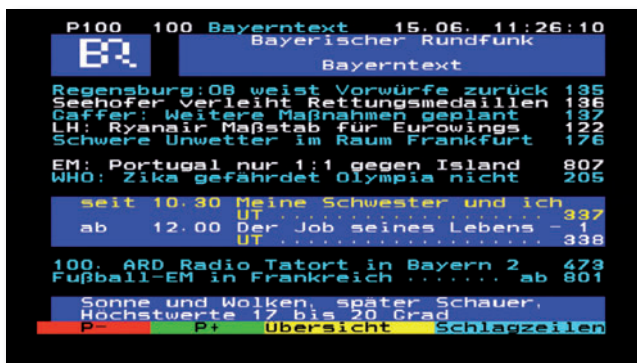 P100 100 Bayerntext 15.06. 11:26:10
BR
Bayerischer Rundfunk
Bayerntext
Regensburg:OB weist Vorwürfe zurück 135
Seehofer verleiht Rettungsmedaillen 136
Gaffer: Weitere Maßnahmen geplant 137
LH: Ryanair Maßstab für Eurowings 122
Schwere Unwetter im Raum Frankfurt 176
EM: Portugal nur 1:1 gegen Island 807
WHO: Zika gefährdet Olympia nicht 205
seit 10.30 Meine Schwester und ich
UT .................... 337
ab 12.00 Der Job seines Lebens - 1
UT .................... 338
100. ARD Radio Tatort in Bayern 2 473
Fußball-EM in Frankreich ....... ab 801
Sonne und Wolken, später Schauer,
Höchstwerte 17 bis 20 Grad
P- P+ Übersicht Schlagzeilen